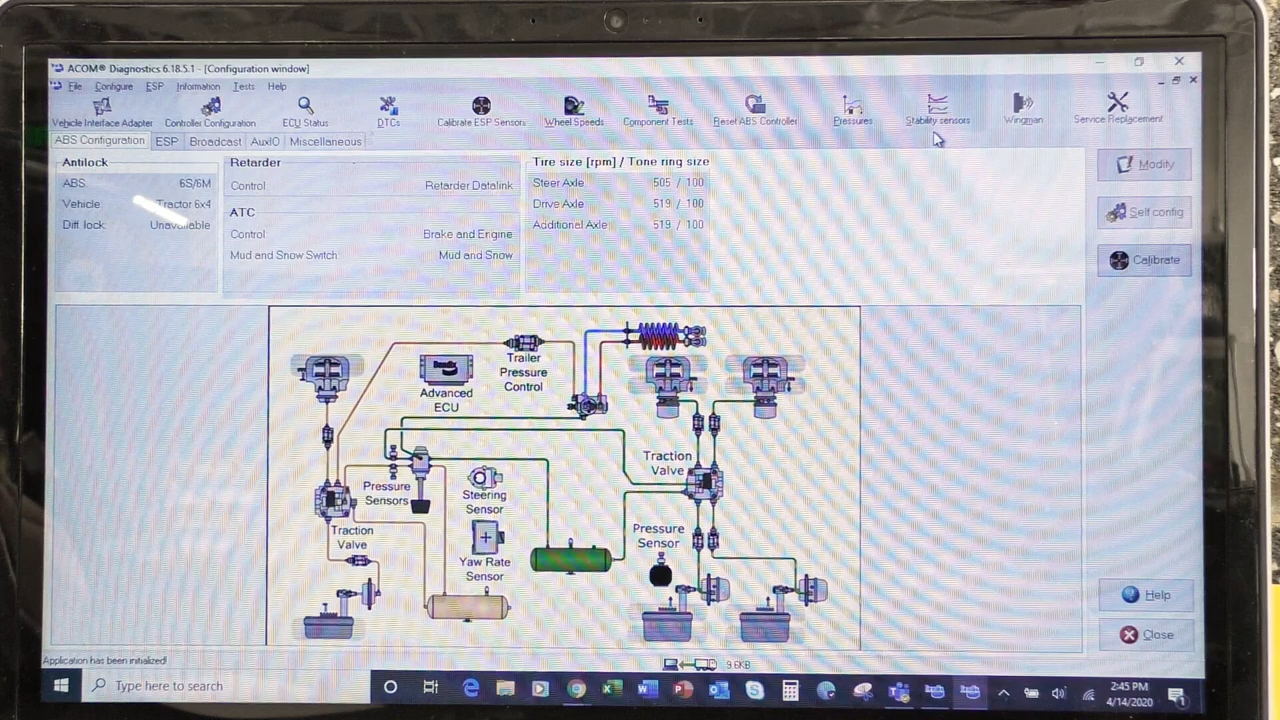 ACOM® Diagnostics 6.18.5.1 - [Configuration window]
File Configure ESP Information Tests Help
Vehicle Interface Adapter Controller Configuration ECU Status DTCs Calibrate ESP Sensors Wheel Speeds Component Tests Reset ABS Controller Pressures Stability sensors Wingman Service Replacement
ABS Configuration ESP Broadcast AuxIO Miscellaneous
Antilock
ABS: 6S/6M
Vehicle: Tractor 6x4
Diff. lock: Unavailable
Retarder
Control Retarder Datalink
ATC
Control: Brake and Engine
Mud and Snow Switch: Mud and Snow
Tire size [rpm] / Tone ring size
Steer Axle: 505 / 100
Drive Axle: 519 / 100
Additional Axle: 519 / 100
Modify
Self config
Calibrate
Trailer
Pressure
Control
Advanced
ECU
Pressure
Sensors
Steering
Sensor
Traction
Valve
Yaw Rate
Sensor
Traction
Valve
Pressure
Sensor
Help
Close
Application has been initialized!
9.6KB
Type here to search
2:45 PM
4/14/2020